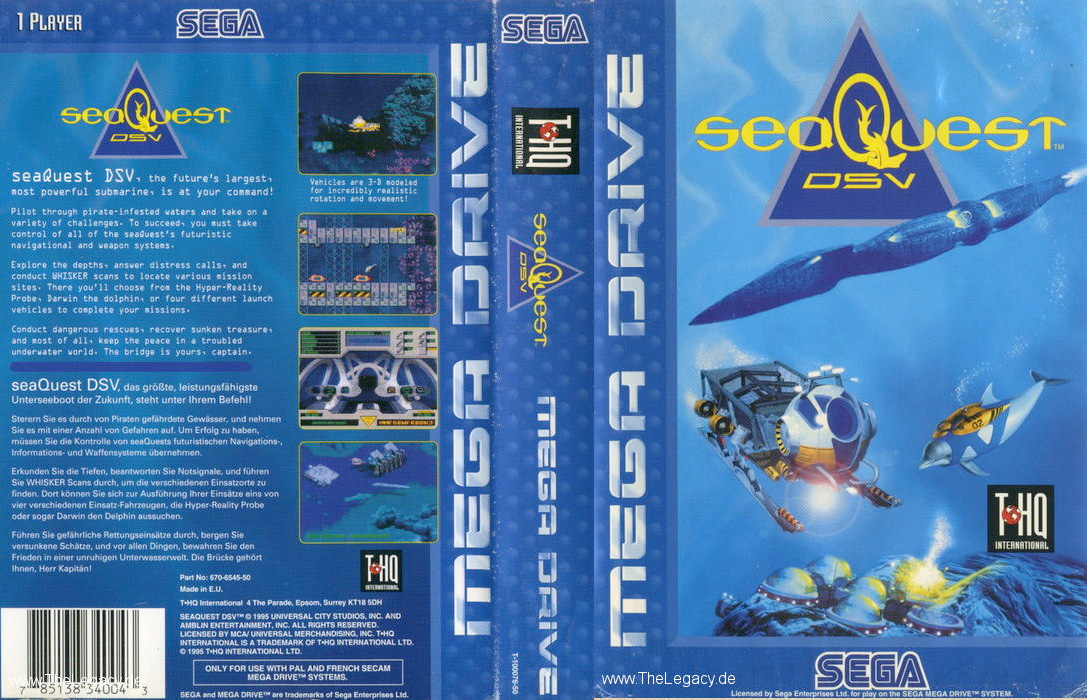 1 PLAYER
SEGA
seaQuest
DSV
seaQuest DSV, the future's largest,
most powerful submarine, is at your command!
Pilot through pirate-infested waters and take on a
variety of challenges. To succeed, you must take
control of all of the seaQuest's futuristic
navigational and weapon systems.
Explore the depths, answer distress calls, and
conduct WHISKER scans to locate various mission
sites. There you'll choose from the Hyper-Reality
Probe, Darwin the dolphin, or four different launch
vehicles to complete your missions.
Conduct dangerous rescues, recover sunken treasure,
and most of all, keep the peace in a troubled
underwater world. The bridge is yours, captain.
seaQuest DSV, das größte, leistungsfähigste
Unterseeboot der Zukunft, steht unter Ihrem Befehl!
Sterern Sie es durch von Piraten gefährdete Gewässer, und nehmen
Sie es mit einer Anzahl von Gefahren auf. Um Erfolg zu haben,
müssen Sie die Kontrolle von seaQuests futuristischen Navigations-,
Informations- und Waffensysteme übernehmen.
Erkunden Sie die Tiefen, beantworten Sie Notsignale, und führen
Sie WHISKER Scans durch, um die verschiedenen Einsatzorte zu
finden. Dort können Sie sich zur Ausführung Ihrer Einsätze eins von
vier verschiedenen Einsatz-Fahrzeugen, die Hyper-Reality Probe
oder sogar Darwin den Delphin aussuchen.
Führen Sie gefährliche Rettungseinsätze durch, bergen Sie
versunkene Schätze, und vor allen Dingen, bewahren Sie den
Frieden in einer unruhigen Unterwasserwelt. Die Brücke gehört
Ihnen, Herr Kapitän!
Vehicles are 3-D modeled
for incredibly realistic
rotation and movement!
T•HQ
INTERNATIONAL
Part No: 670-6545-50
Made in E.U.
T•HQ International 4 The Parade, Epsom, Surrey KT18 5DH
SEAQUEST DSV™ © 1995 UNIVERSAL CITY STUDIOS, INC. AND
AMBLIN ENTERTAINMENT, INC. ALL RIGHTS RESERVED.
LICENSED BY MCA/ UNIVERSAL MERCHANDISING, INC. T•HQ
INTERNATIONAL IS A TRADEMARK OF T•HQ INTERNATIONAL LTD.
© 1995 T•HQ INTERNATIONAL LTD.
ONLY FOR USE WITH PAL AND FRENCH SECAM
MEGA DRIVE™ SYSTEMS.
SEGA and MEGA DRIVE™ are trademarks of Sega Enterprises Ltd.
7 85138 34004 3
www.TheLegacy.de
MEGA DRIVE
SEGA
T•HQ
INTERNATIONAL
seaQuest
DSV
MEGA DRIVE
T-100076-50
MEGA DRIVE
seaQuest™
DSV
02
T•HQ
INTERNATIONAL
SEGA
Licensed by Sega Enterprises Ltd. for play on the SEGA MEGA DRIVE™ SYSTEM.
www.TheLegacy.de